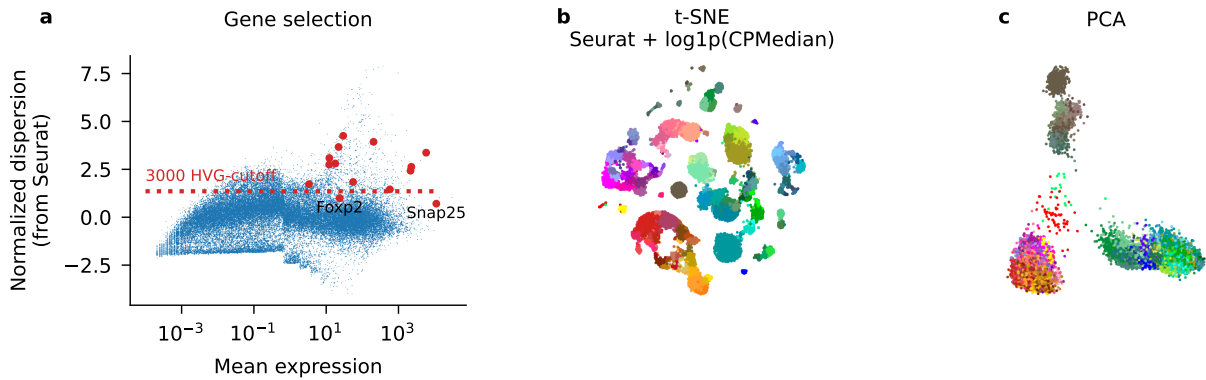 a
Gene selection
Normalized dispersion
(from Seurat)
7.5
5.0
2.5
0.0
−2.5
3000 HVG-cutoff
Foxp2
Snap25
10⁻³
10⁻¹
10¹
10³
Mean expression
b
t-SNE
Seurat + log1p(CPMedian)
c
PCA